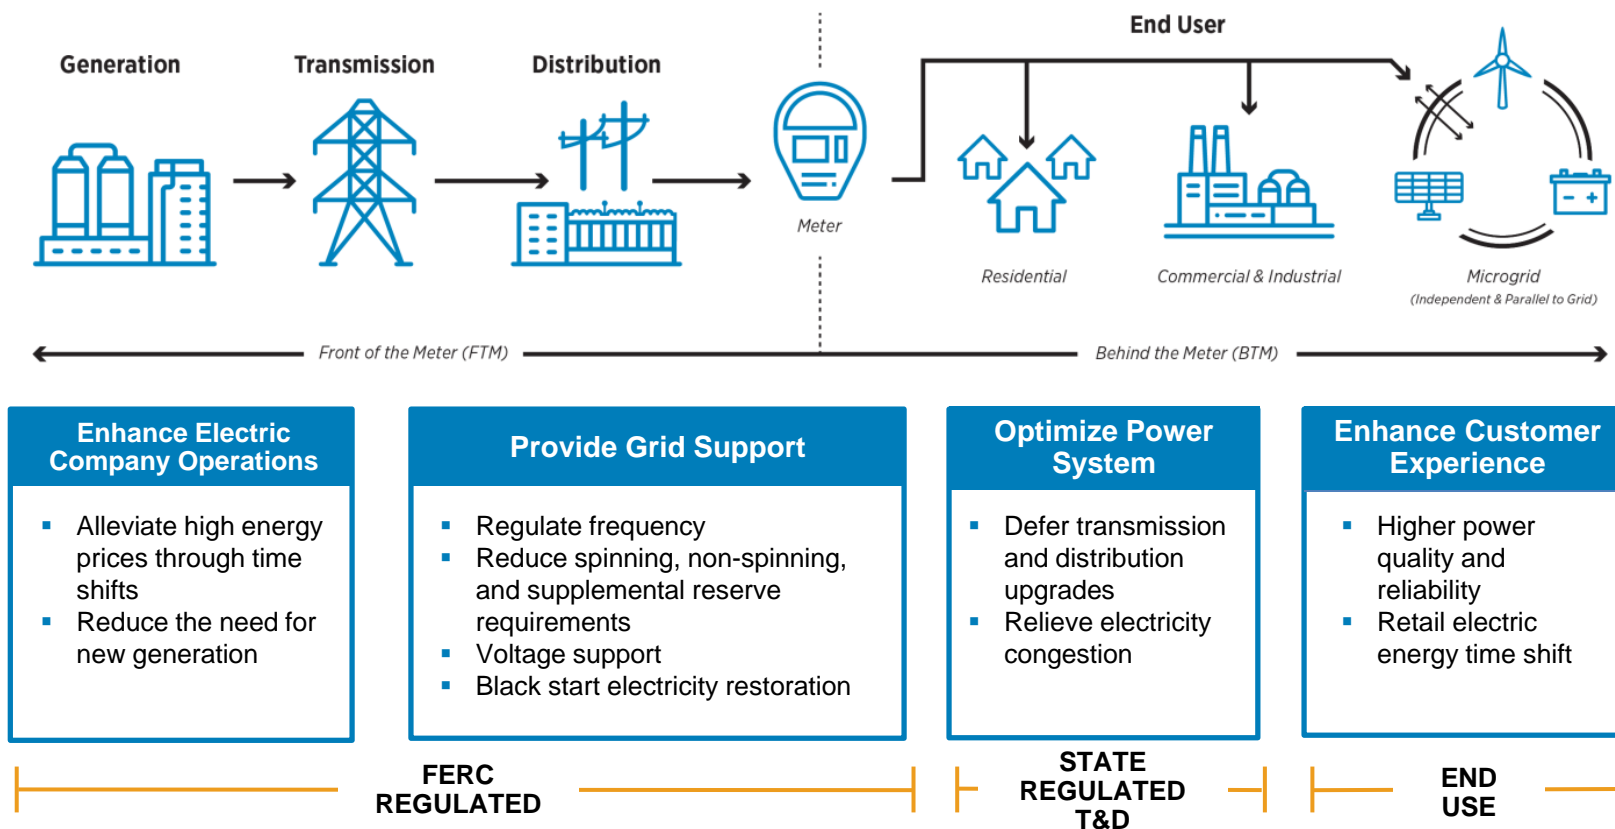 Generation
Transmission
Distribution
End User
Meter
Residential
Commercial & Industrial
Microgrid
(Independent & Parallel to Grid)
Front of the Meter (FTM)
Behind the Meter (BTM)
Enhance Electric
Company Operations
▪ Alleviate high energy
prices through time
shifts
▪ Reduce the need for
new generation
Provide Grid Support
▪ Regulate frequency
▪ Reduce spinning, non-spinning,
and supplemental reserve
requirements
▪ Voltage support
▪ Black start electricity restoration
Optimize Power
System
▪ Defer transmission
and distribution
upgrades
▪ Relieve electricity
congestion
Enhance Customer
Experience
▪ Higher power
quality and
reliability
▪ Retail electric
energy time shift
FERC
REGULATED
STATE
REGULATED
T&D
END
USE